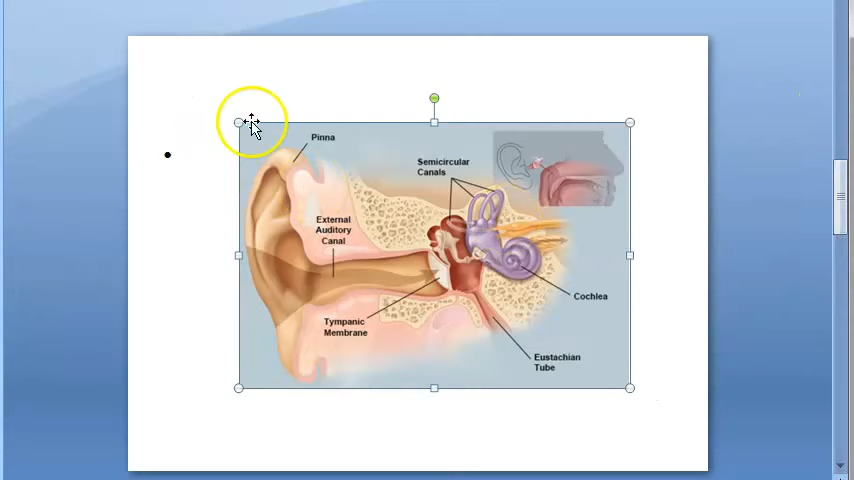 Pinna
Semicircular
Canals
External
Auditory
Canal
Cochlea
Tympanic
Membrane
Eustachian
Tube